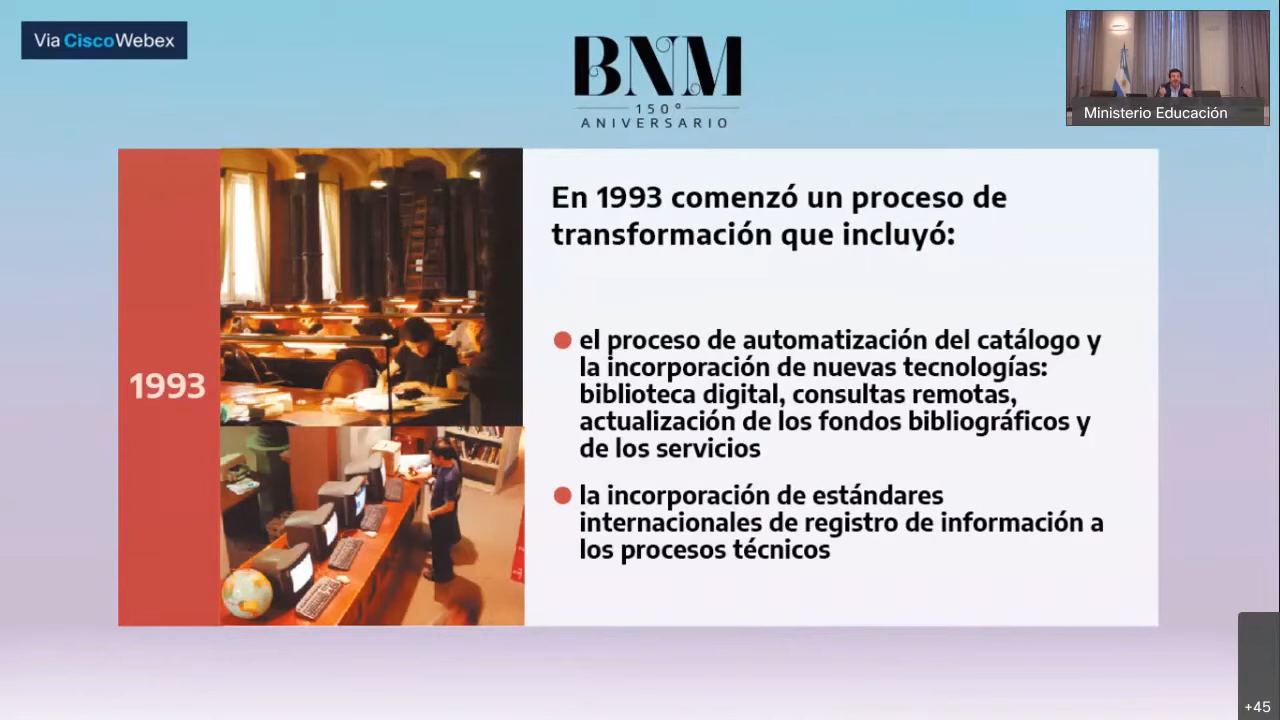 Via CiscoWebex
BNM
150º
ANIVERSARIO
Ministerio Educación
1993
En 1993 comenzó un proceso de
transformación que incluyó:
el proceso de automatización del catálogo y
la incorporación de nuevas tecnologías:
biblioteca digital, consultas remotas,
actualización de los fondos bibliográficos y
de los servicios
la incorporación de estándares
internacionales de registro de información a
los procesos técnicos
+45